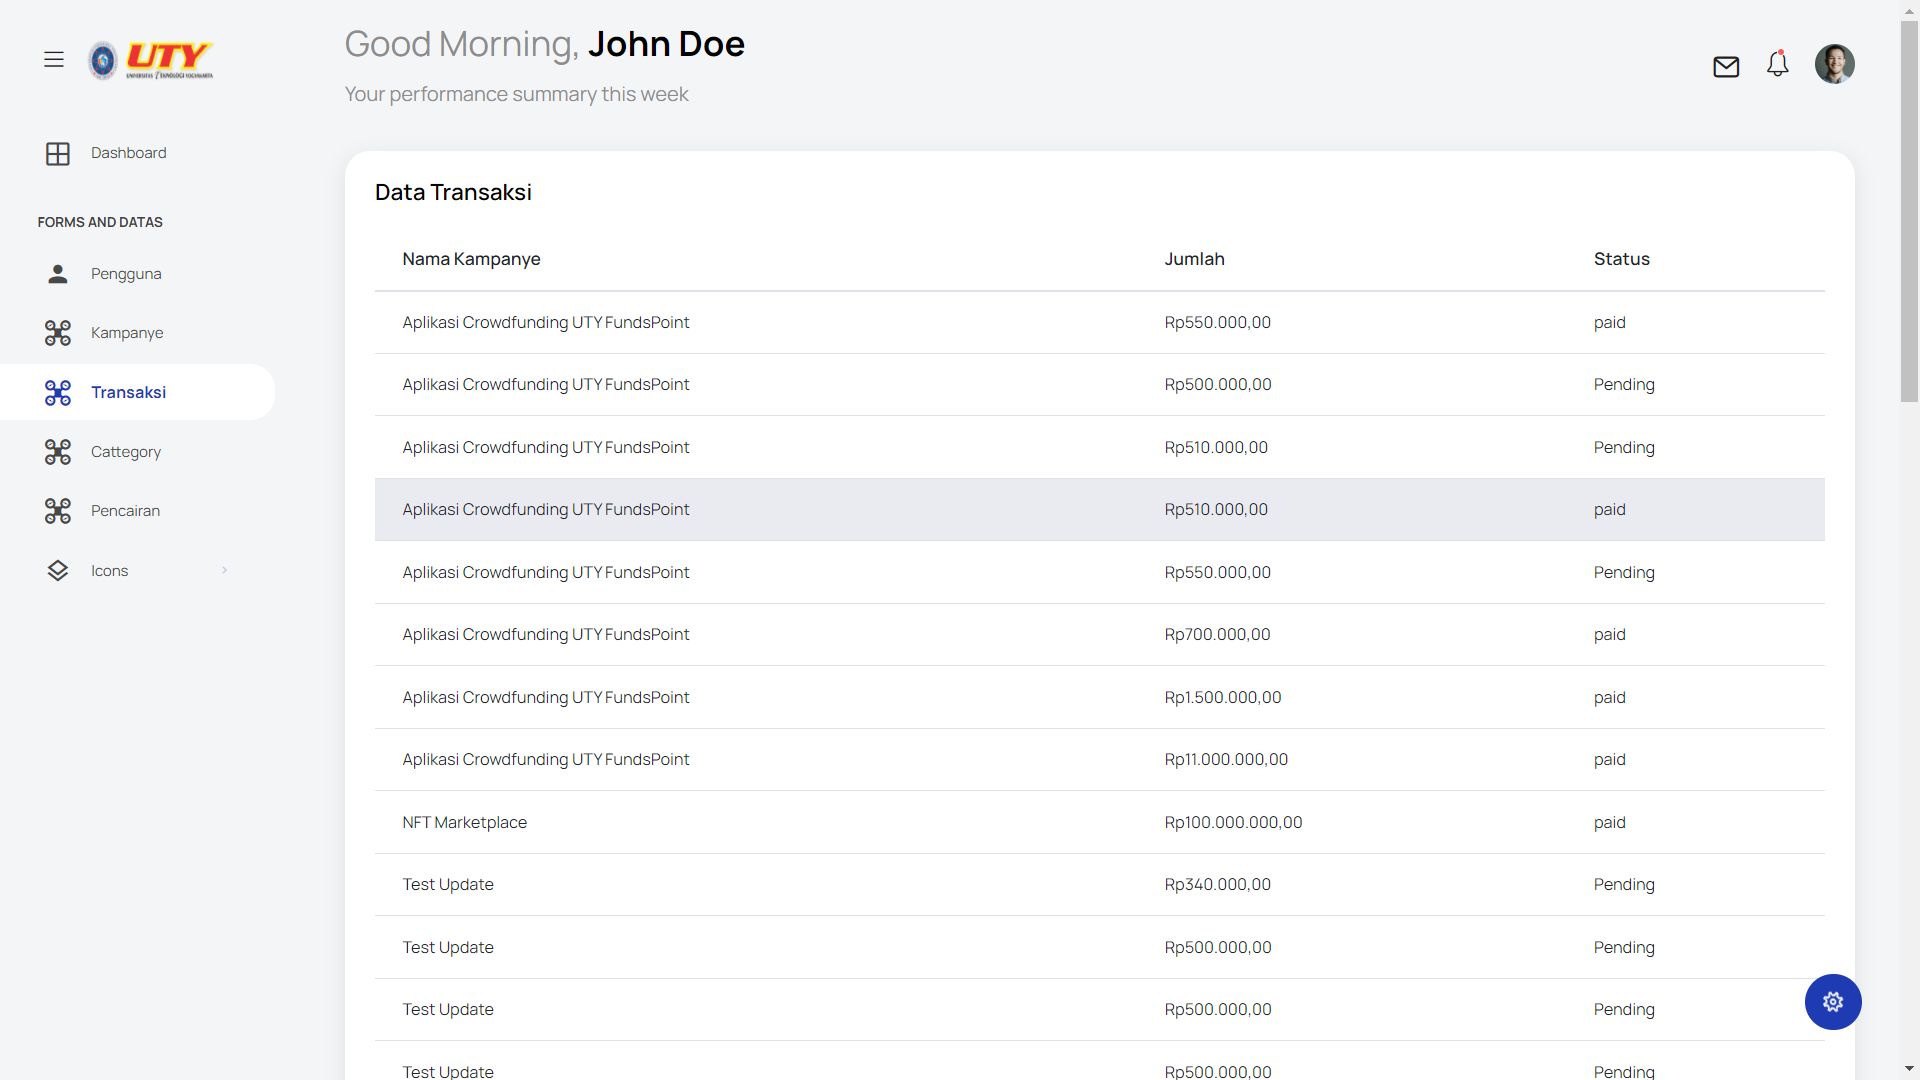 UTY
UNIVERSITAS TEKNOLOGI YOGYAKARTA
Good Morning, John Doe
Your performance summary this week
Dashboard
FORMS AND DATAS
Pengguna
Kampanye
Transaksi
Cattegory
Pencairan
Icons
Data Transaksi
Nama Kampanye Jumlah Status
Aplikasi Crowdfunding UTY FundsPoint Rp550.000,00 paid
Aplikasi Crowdfunding UTY FundsPoint Rp500.000,00 Pending
Aplikasi Crowdfunding UTY FundsPoint Rp510.000,00 Pending
Aplikasi Crowdfunding UTY FundsPoint Rp510.000,00 paid
Aplikasi Crowdfunding UTY FundsPoint Rp550.000,00 Pending
Aplikasi Crowdfunding UTY FundsPoint Rp700.000,00 paid
Aplikasi Crowdfunding UTY FundsPoint Rp1.500.000,00 paid
Aplikasi Crowdfunding UTY FundsPoint Rp11.000.000,00 paid
NFT Marketplace Rp100.000.000,00 paid
Test Update Rp340.000,00 Pending
Test Update Rp500.000,00 Pending
Test Update Rp500.000,00 Pending
Test Update Rp500.000,00 Pending